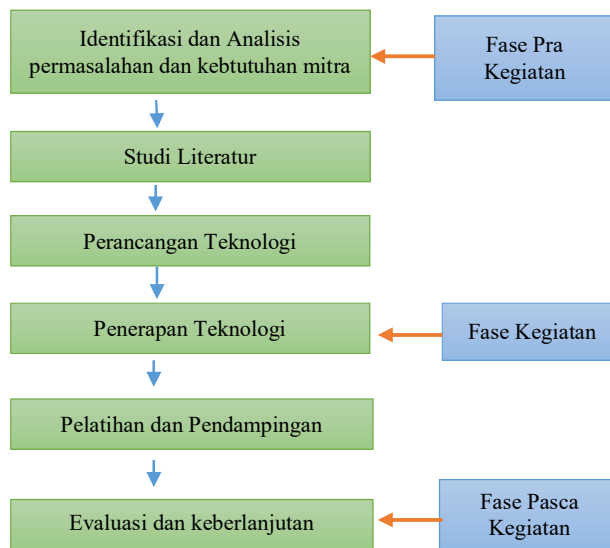 Identifikasi dan Analisis
permasalahan dan kebtutuhan mitra
Fase Pra
Kegiatan
Studi Literatur
Perancangan Teknologi
Penerapan Teknologi
Fase Kegiatan
Pelatihan dan Pendampingan
Evaluasi dan keberlanjutan
Fase Pasca
Kegiatan